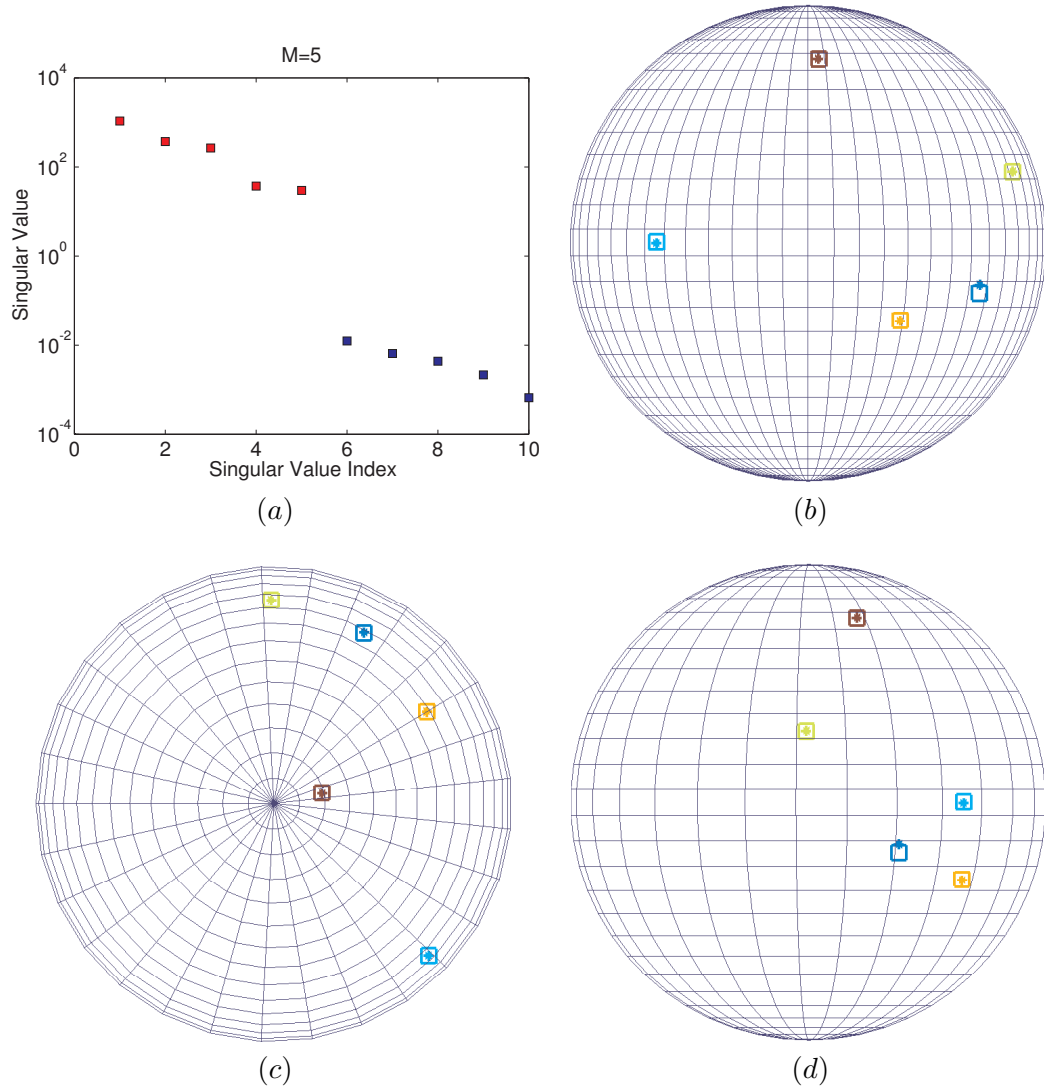 M=5
10^4
10^2
10^0
10^-2
10^-4
Singular Value
0 2 4 6 8 10
Singular Value Index
(a)
(b)
(c)
(d)